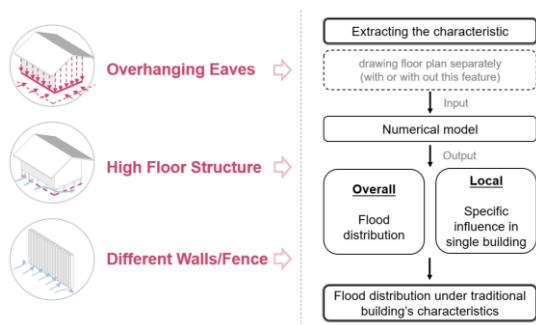 Overhanging Eaves
High Floor Structure
Different Walls/Fence
Extracting the characteristic
drawing floor plan separately
(with or with out this feature)
Input
Numerical model
Output
Overall
Flood
distribution
Local
Specific
influence in
single building
Flood distribution under traditional
building's characteristics